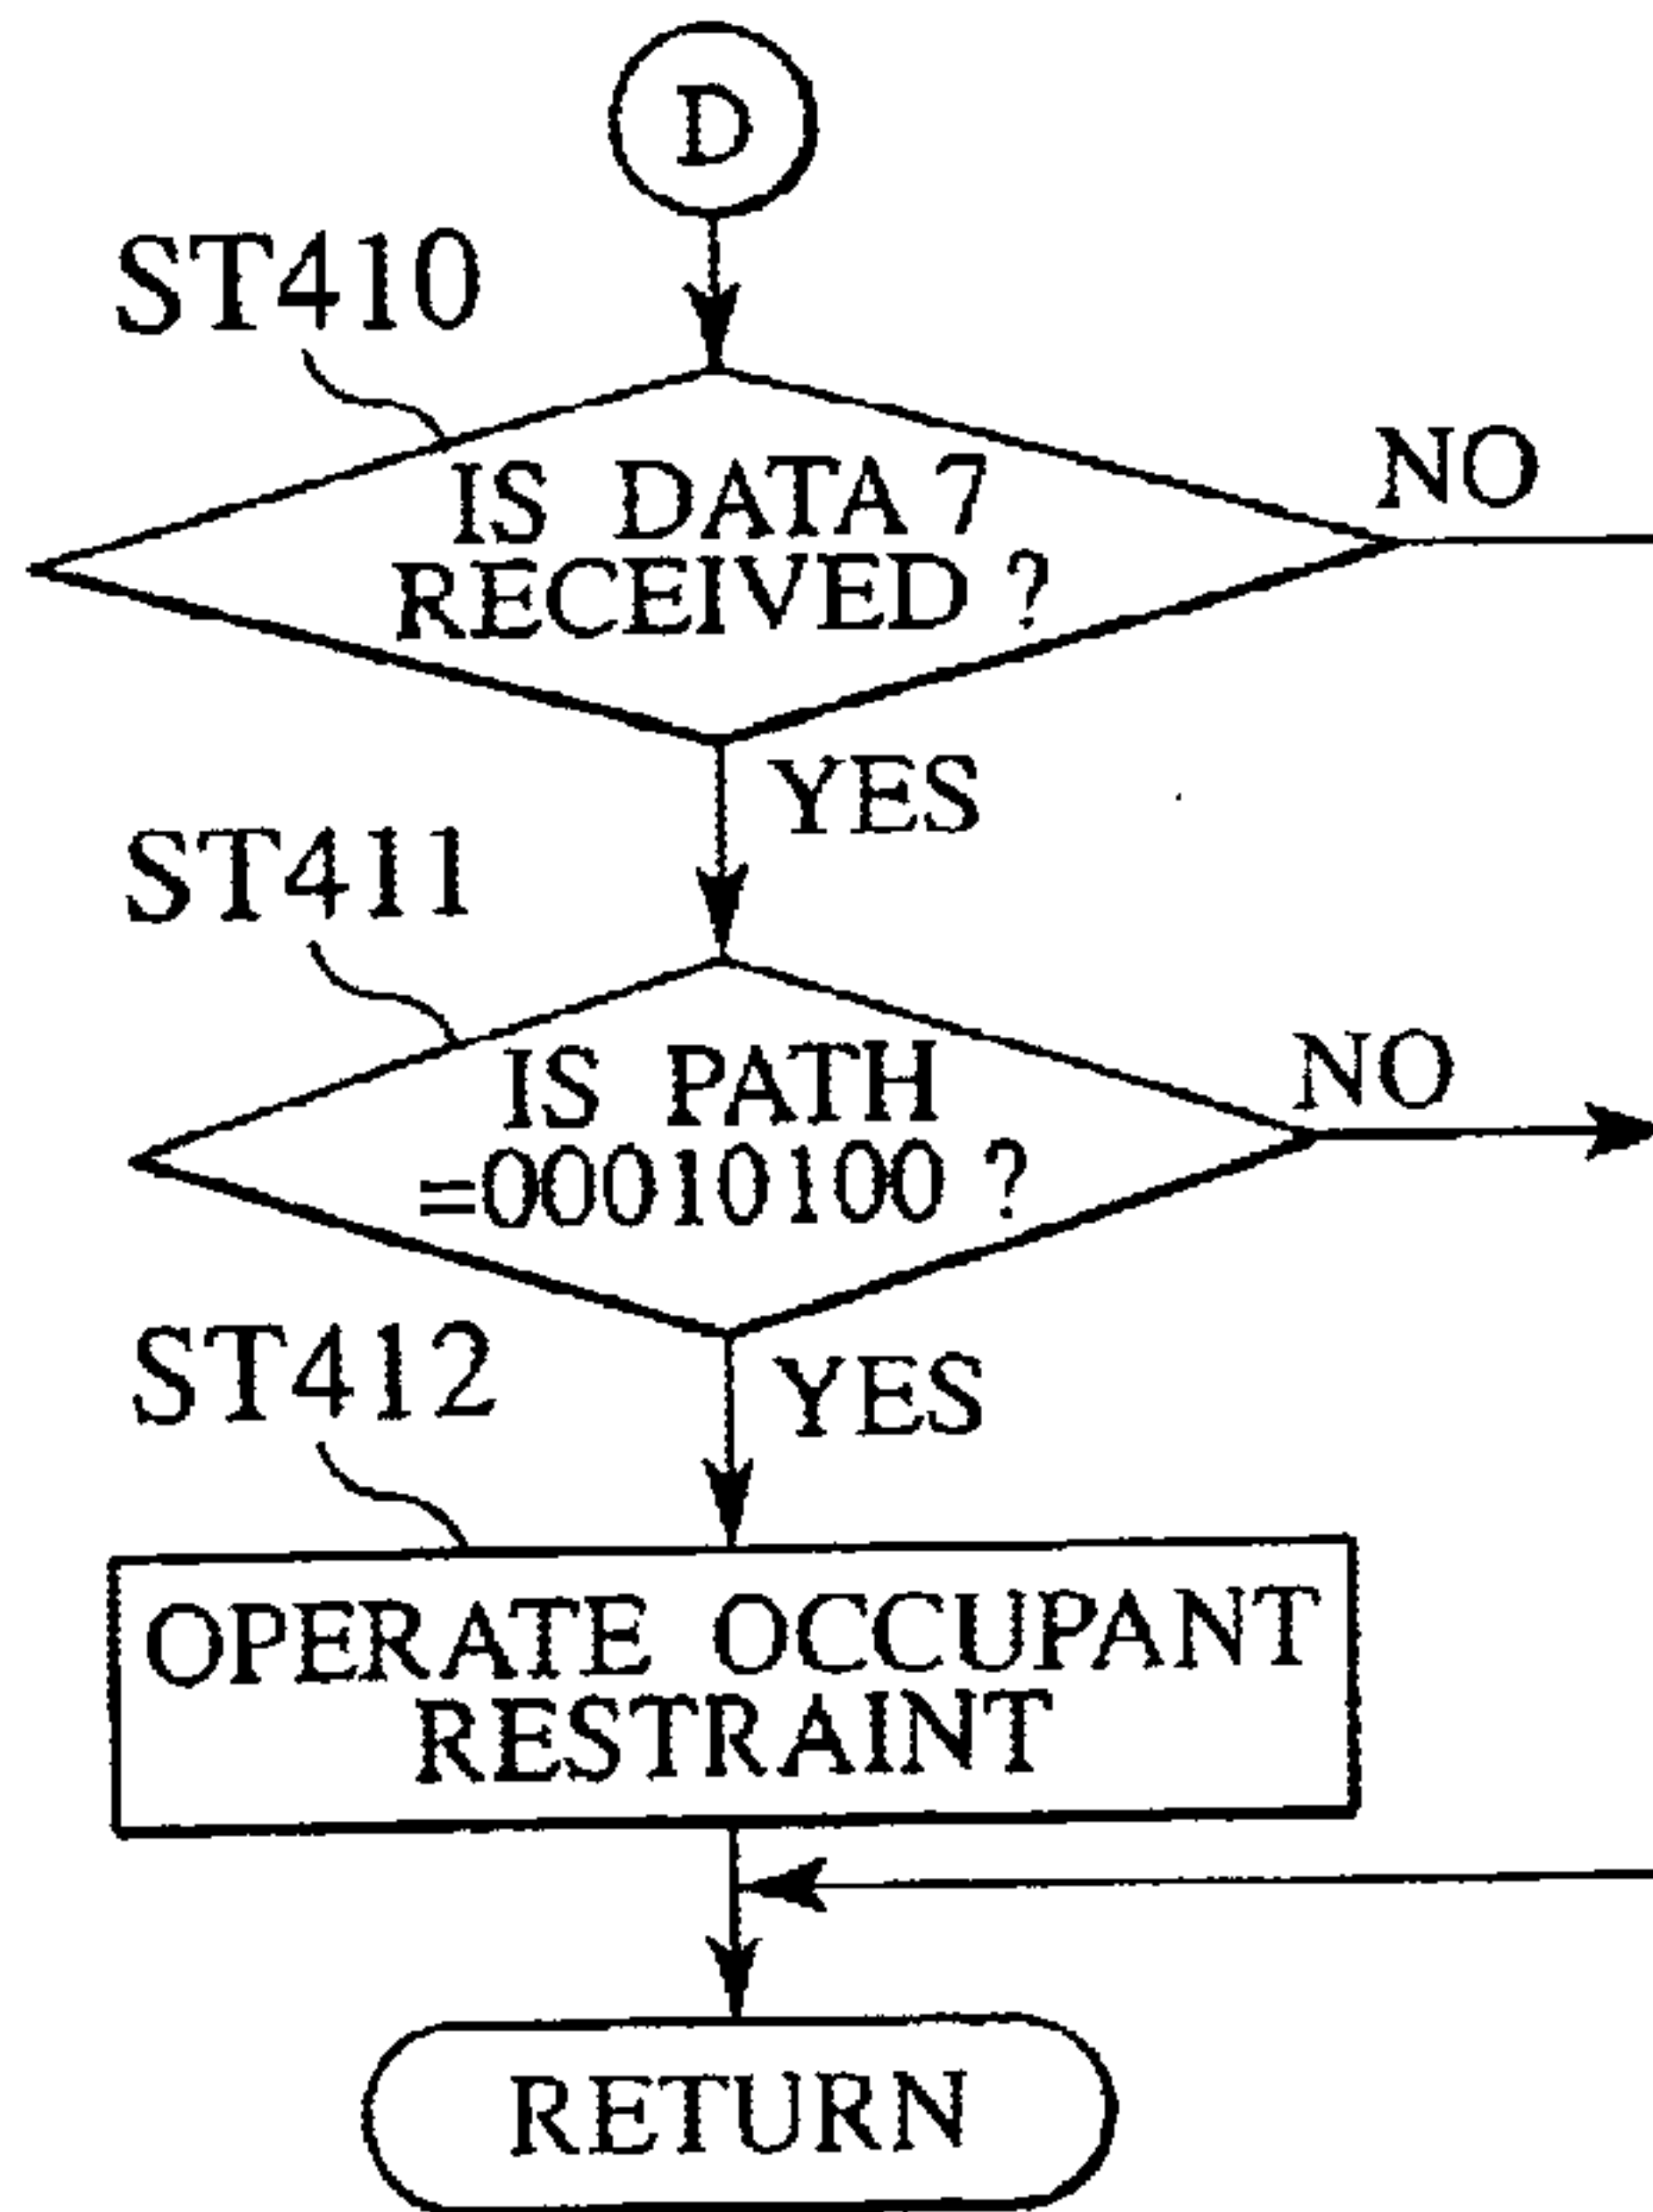 D
ST410
IS DATA 7
RECEIVED ?
NO
YES
ST411
IS PATH
=00010100 ?
NO
YES
ST412
OPERATE OCCUPANT
RESTRAINT
RETURN